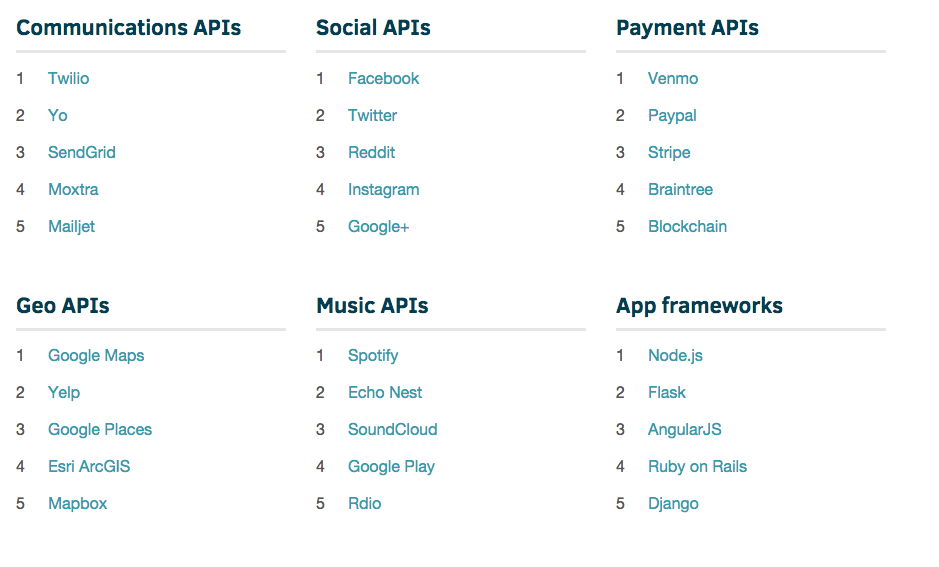 Communications APIs
1 Twilio
2 Yo
3 SendGrid
4 Moxtra
5 Mailjet
Social APIs
1 Facebook
2 Twitter
3 Reddit
4 Instagram
5 Google+
Payment APIs
1 Venmo
2 Paypal
3 Stripe
4 Braintree
5 Blockchain
Geo APIs
1 Google Maps
2 Yelp
3 Google Places
4 Esri ArcGIS
5 Mapbox
Music APIs
1 Spotify
2 Echo Nest
3 SoundCloud
4 Google Play
5 Rdio
App frameworks
1 Node.js
2 Flask
3 AngularJS
4 Ruby on Rails
5 Django